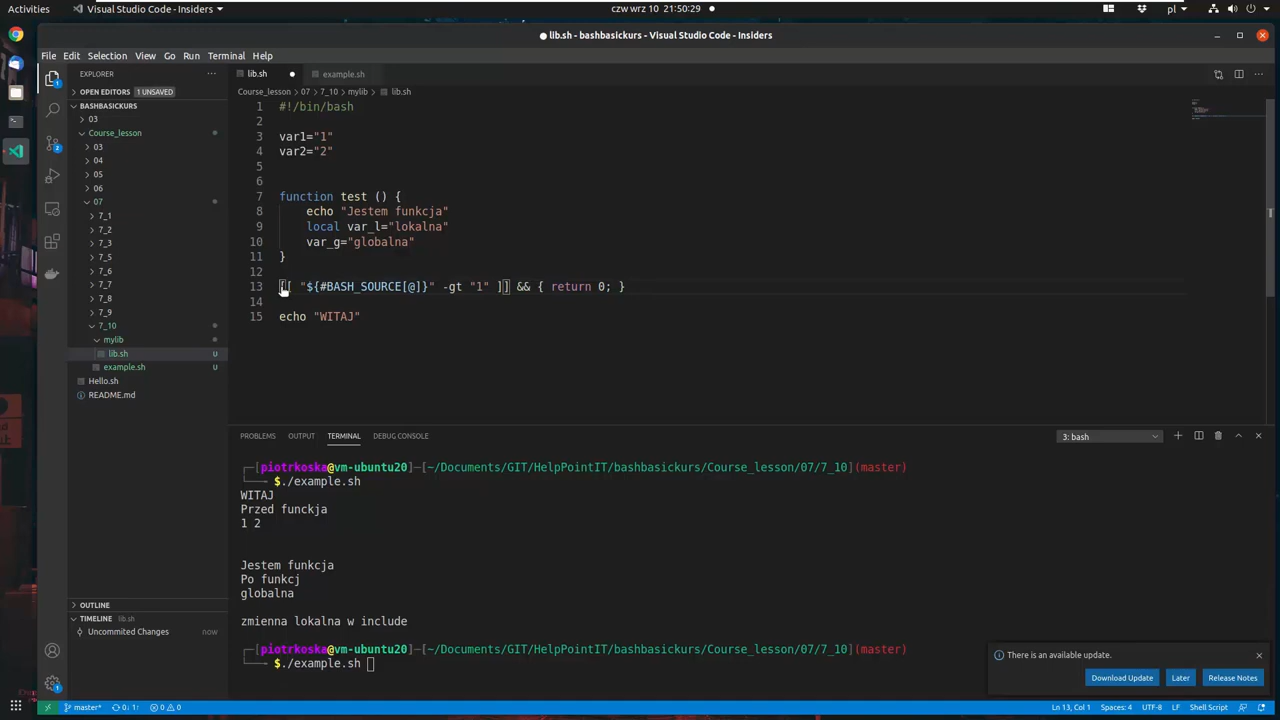 Activities
Visual Studio Code - Insiders
czw wrz 10 21:50:29
pl
lib.sh - bashbasickurs - Visual Studio Code - Insiders
File Edit Selection View Go Run Terminal Help
EXPLORER
OPEN EDITORS 1 UNSAVED
BASHBASICKURS
03
Course_lesson
03
04
05
06
07
7_1
7_2
7_3
7_5
7_6
7_7
7_8
7_9
7_10
mylib
lib.sh U
example.sh U
Hello.sh
README.md
OUTLINE
TIMELINE lib.sh
Uncommited Changes now
lib.sh example.sh
Course_lesson > 07 > 7_10 > mylib > lib.sh
1 #!/bin/bash
2
3 var1="1"
4 var2="2"
5
6
7 function test () {
8 echo "Jestem funkcja"
9 local var_l="lokalna"
10 var_g="globalna"
11 }
12
13 [[ "${#BASH_SOURCE[@]}" -gt "1" ]] && { return 0; }
14
15 echo "WITAJ"
PROBLEMS OUTPUT TERMINAL DEBUG CONSOLE
3: bash
[piotrkoska@vm-ubuntu20]─[~/Documents/GIT/HelpPointIT/bashbasickurs/Course_lesson/07/7_10](master)
$./example.sh
WITAJ
Przed funckja
1 2
Jestem funkcja
Po funkcj
globalna
zmienna lokalna w include
[piotrkoska@vm-ubuntu20]─[~/Documents/GIT/HelpPointIT/bashbasickurs/Course_lesson/07/7_10](master)
$./example.sh
There is an available update.
Download Update Later Release Notes
1
2
1
master* 0↓ 1↑ 0 0
Ln 13, Col 1 Spaces: 4 UTF-8 LF Shell Script